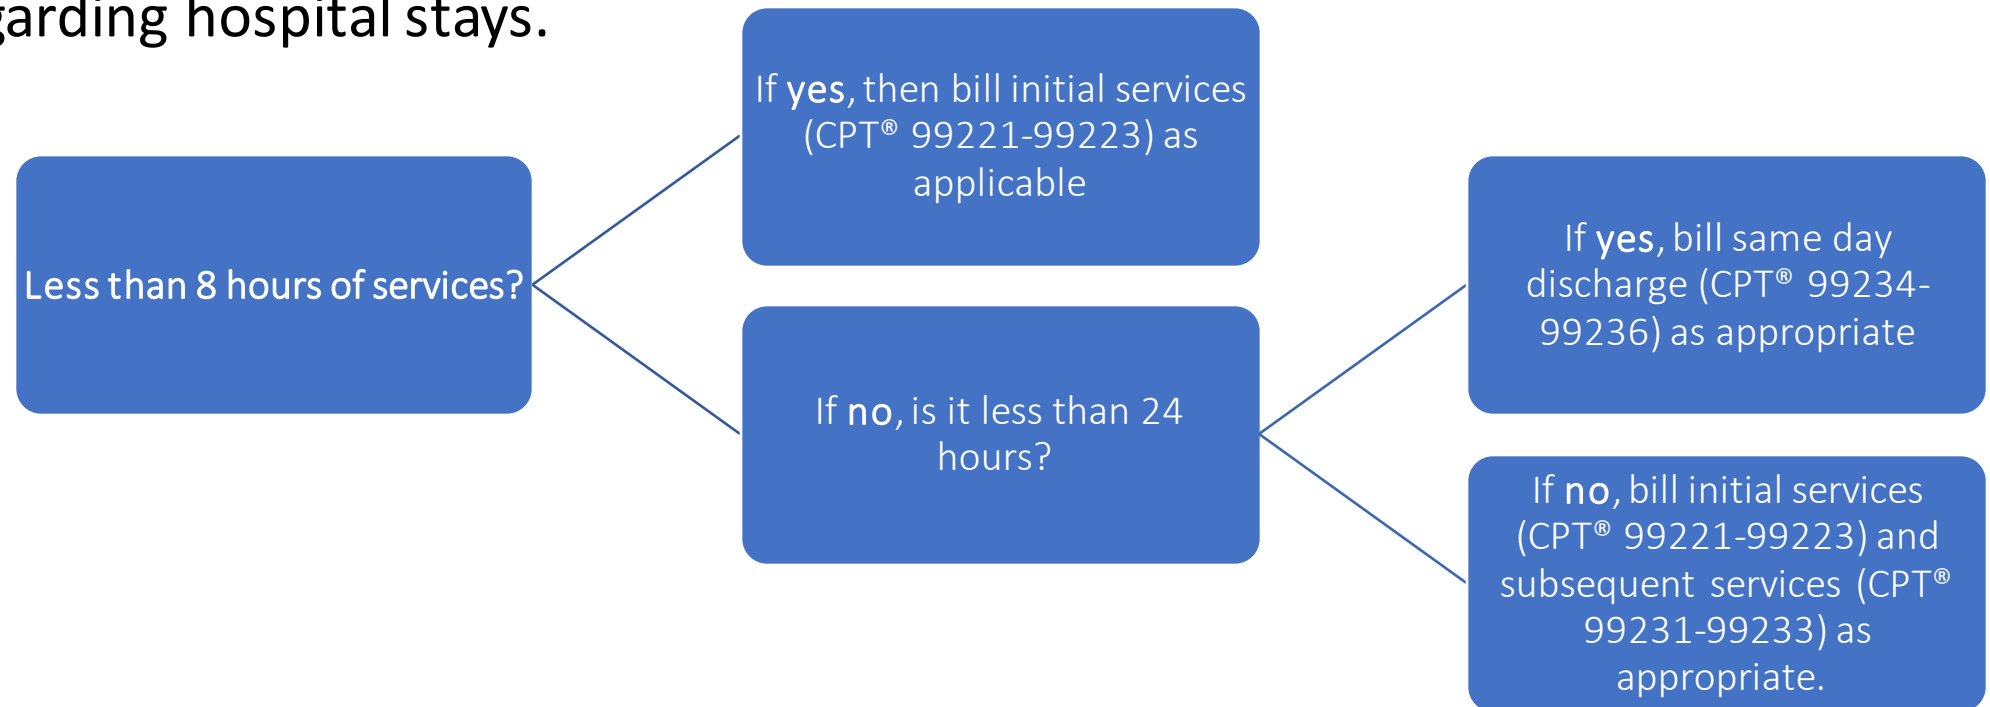 garding hospital stays.
If yes, then bill initial services
(CPT® 99221-99223) as
applicable
Less than 8 hours of services?
If no, is it less than 24
hours?
If yes, bill same day
discharge (CPT® 99234-
99236) as appropriate
If no, bill initial services
(CPT® 99221-99223) and
subsequent services (CPT®
99231-99233) as
appropriate.